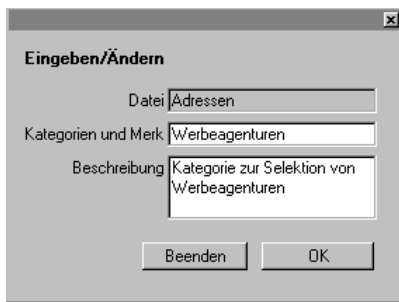 Eingeben/Ändern
Datei Adressen
Kategorien und Merk Werbeagenturen
Beschreibung Kategorie zur Selektion von
Werbeagenturen
Beenden OK